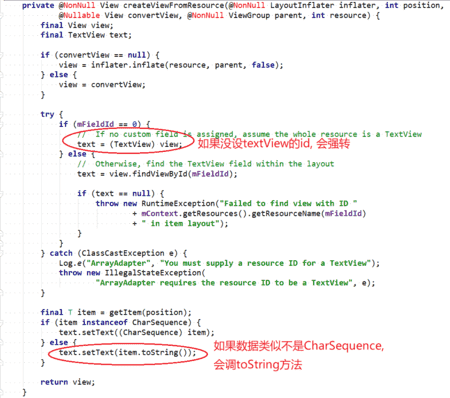 private @NonNull View createViewFromResource(@NonNull LayoutInflater inflater, int position,
@Nullable View convertView, @NonNull ViewGroup parent, int resource) {
final View view;
final TextView text;
if (convertView == null) {
view = inflater.inflate(resource, parent, false);
} else {
view = convertView;
}
try {
if (mFieldId == 0) {
// If no custom field is assigned, assume the whole resource is a TextView
text = (TextView) view; 如果没设textView的id, 会强转
} else {
// Otherwise, find the TextView field within the layout
text = view.findViewById(mFieldId);
if (text == null) {
throw new RuntimeException("Failed to find view with ID "
+ mContext.getResources().getResourceName(mFieldId)
+ " in item layout");
}
}
} catch (ClassCastException e) {
Log.e("ArrayAdapter", "You must supply a resource ID for a TextView");
throw new IllegalStateException(
"ArrayAdapter requires the resource ID to be a TextView", e);
}
final T item = getItem(position);
if (item instanceof CharSequence) {
text.setText((CharSequence) item);
} else {
如果数据类似不是CharSequence,
text.setText(item.toString());
会调toString方法
}
return view;
}